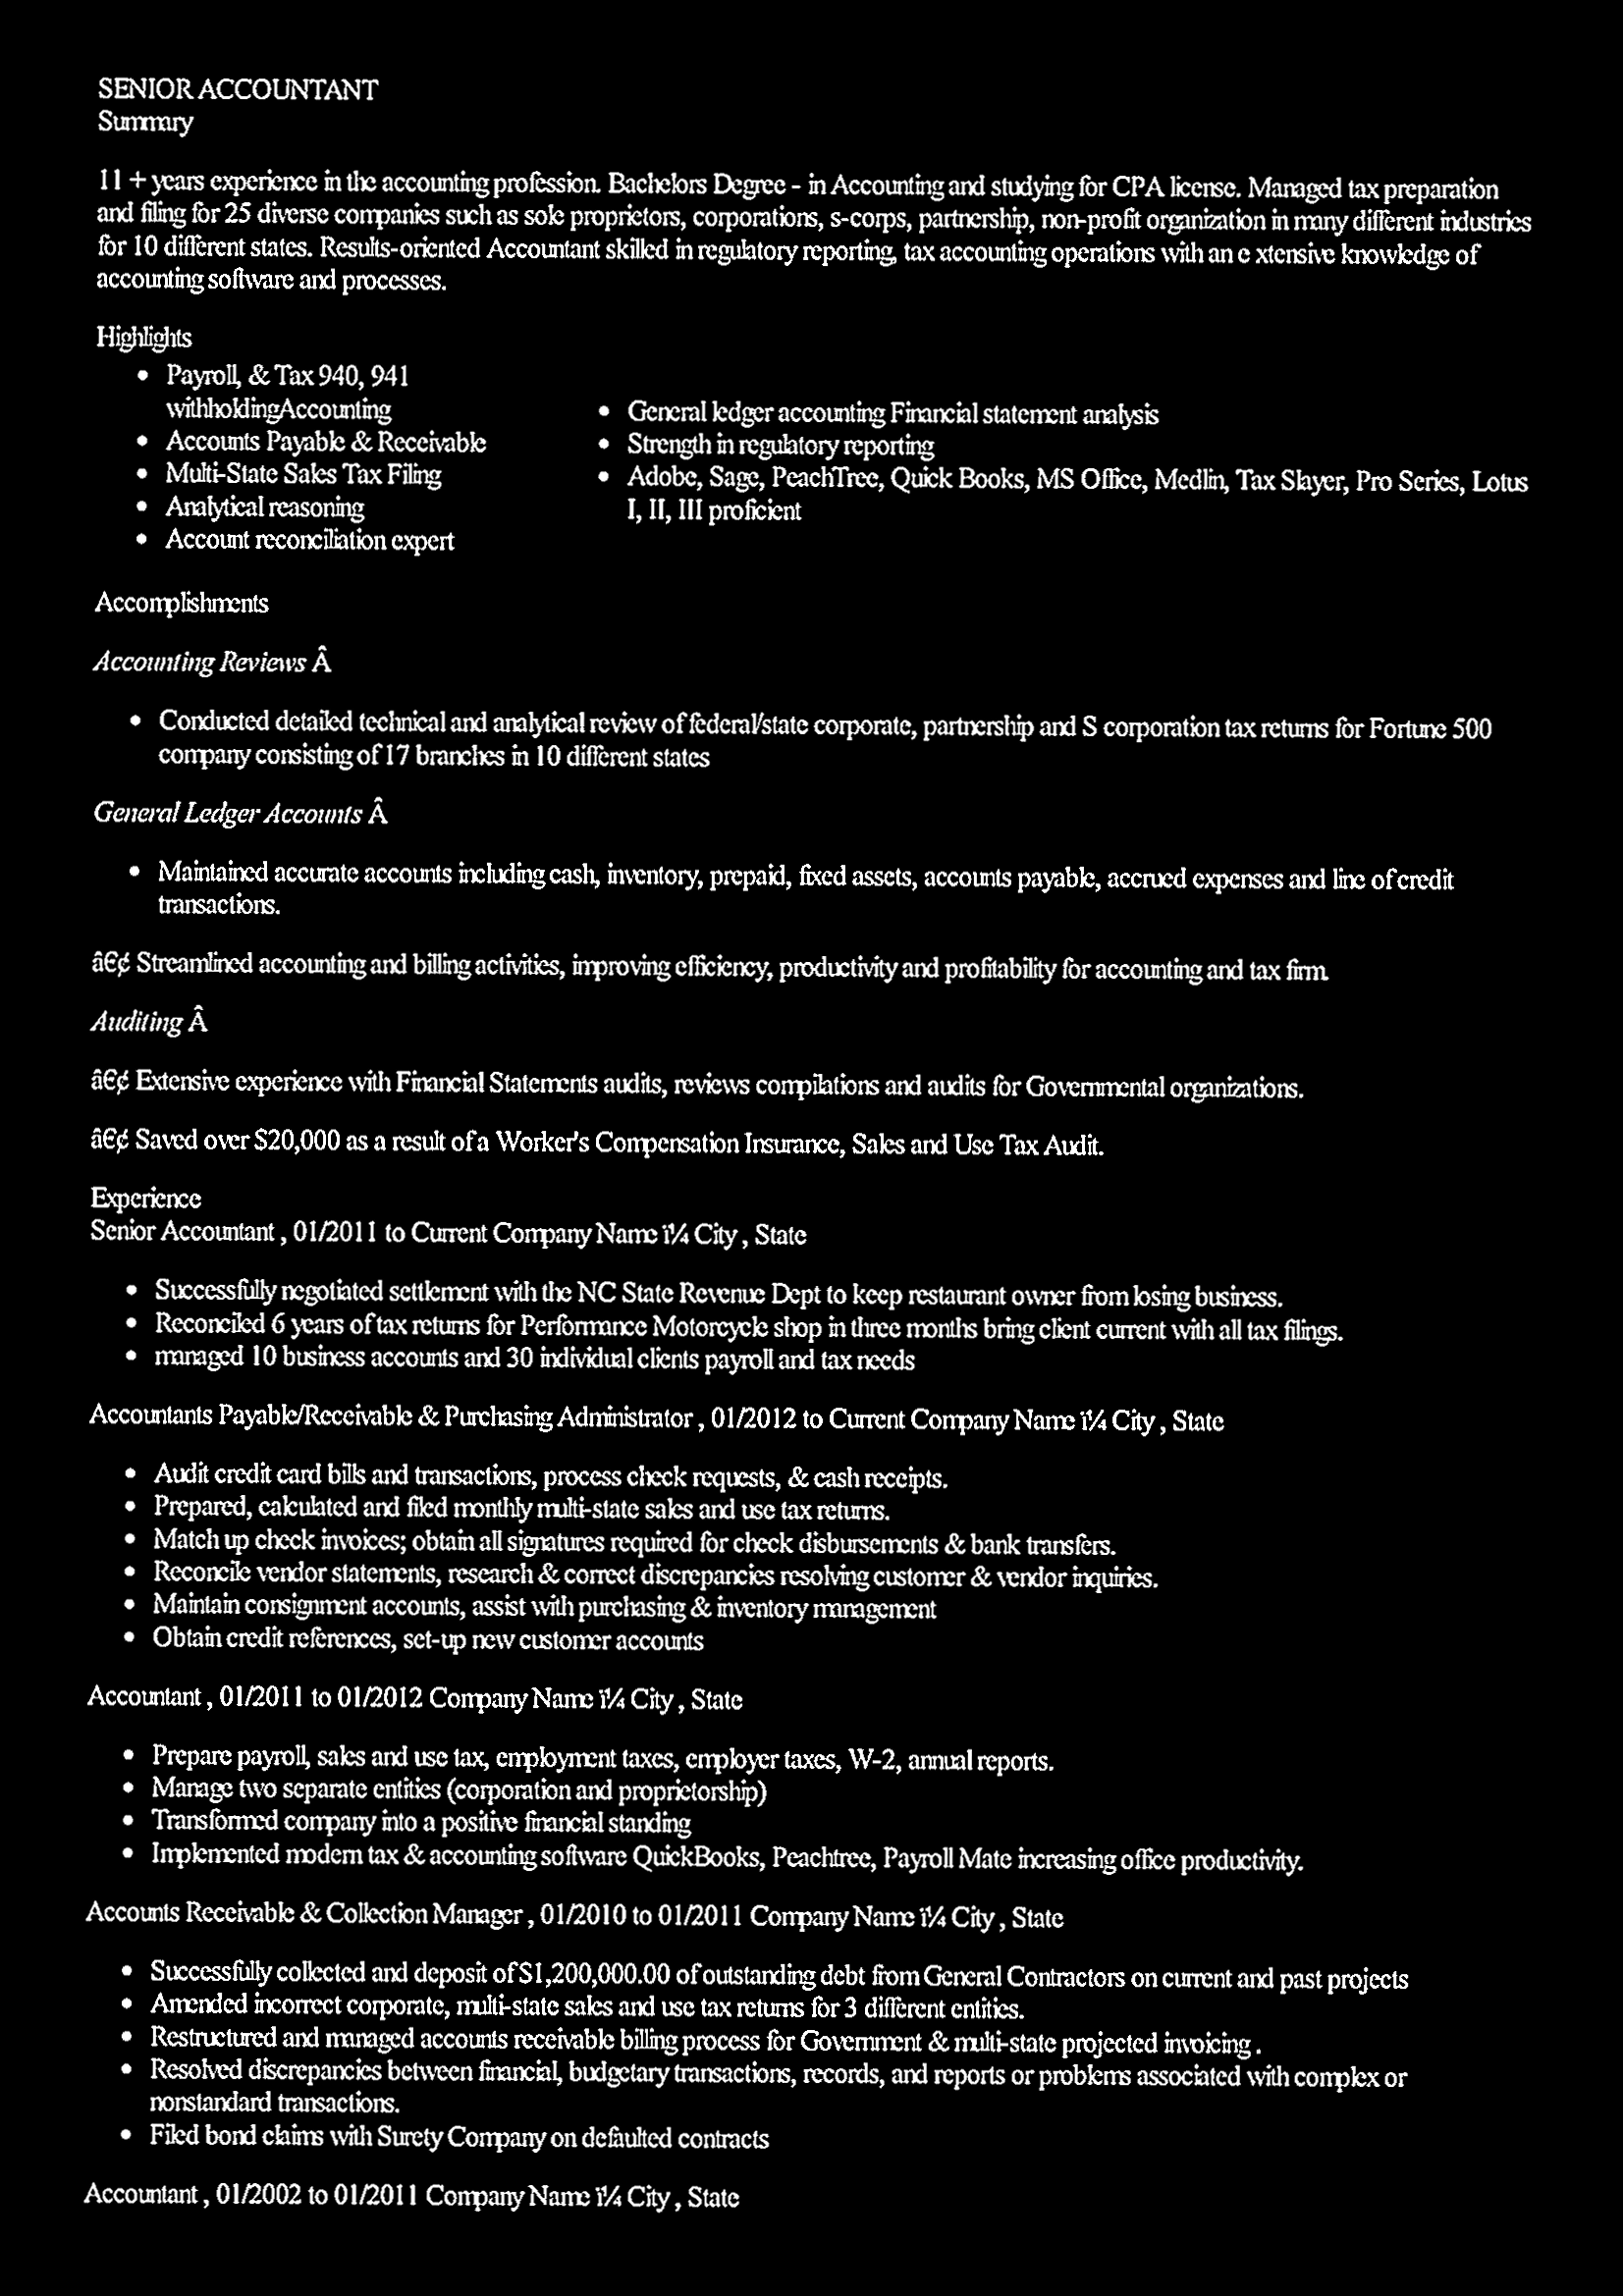 SENIOR ACCOUNTANT
Summary
11 + years experience in the accounting profession. Bachelors Degree - in Accounting and studying for CPA license. Managed tax preparation
and filing for 25 diverse companies such as sole proprietors, corporations, s-corps, partnership, non-profit organization in many different industries
for 10 different states. Results-oriented Accountant skilled in regulatory reporting, tax accounting operations with an e xtensive knowledge of
accounting software and processes.
Highlights
• Payroll, & Tax 940, 941
withholdingAccounting
• Accounts Payable & Receivable
• Multi-State Sales Tax Filing
• Analytical reasoning
• Account reconciliation expert
• General ledger accounting Financial statement analysis
• Strength in regulatory reporting
• Adobe, Sage, PeachTree, Quick Books, MS Office, Medlin, Tax Slayer, Pro Series, Lotus
I, II, III proficient
Accomplishments
Accounting Reviews Â
• Conducted detailed technical and analytical review of federal/state corporate, partnership and S corporation tax returns for Fortune 500
company consisting of 17 branches in 10 different states
General Ledger Accounts Â
• Maintained accurate accounts including cash, inventory, prepaid, fixed assets, accounts payable, accrued expenses and line of credit
transactions.
â€¢ Streamlined accounting and billing activities, improving efficiency, productivity and profitability for accounting and tax firm.
Auditing Â
â€¢ Extensive experience with Financial Statements audits, reviews compilations and audits for Governmental organizations.
â€¢ Saved over $20,000 as a result of a Worker's Compensation Insurance, Sales and Use Tax Audit.
Experience
Senior Accountant , 01/2011 to Current Company Name ï¼ City , State
• Successfully negotiated settlement with the NC State Revenue Dept to keep restaurant owner from losing business.
• Reconciled 6 years of tax returns for Performance Motorcycle shop in three months bring client current with all tax filings.
• managed 10 business accounts and 30 individual clients payroll and tax needs
Accountants Payable/Receivable & Purchasing Administrator , 01/2012 to Current Company Name ï¼ City , State
• Audit credit card bills and transactions, process check requests, & cash receipts.
• Prepared, calculated and filed monthly multi-state sales and use tax returns.
• Match up check invoices; obtain all signatures required for check disbursements & bank transfers.
• Reconcile vendor statements, research & correct discrepancies resolving customer & vendor inquiries.
• Maintain consignment accounts, assist with purchasing & inventory management
• Obtain credit references, set-up new customer accounts
Accountant , 01/2011 to 01/2012 Company Name ï¼ City , State
• Prepare payroll, sales and use tax, employment taxes, employer taxes, W-2, annual reports.
• Manage two separate entities (corporation and proprietorship)
• Transformed company into a positive financial standing
• Implemented modern tax & accounting software QuickBooks, Peachtree, Payroll Mate increasing office productivity.
Accounts Receivable & Collection Manager , 01/2010 to 01/2011 Company Name ï¼ City , State
• Successfully collected and deposit of $1,200,000.00 of outstanding debt from General Contractors on current and past projects
• Amended incorrect corporate, multi-state sales and use tax returns for 3 different entities.
• Restructured and managed accounts receivable billing process for Government & multi-state projected invoicing .
• Resolved discrepancies between financial, budgetary transactions, records, and reports or problems associated with complex or
nonstandard transactions.
• Filed bond claims with Surety Company on defaulted contracts
Accountant , 01/2002 to 01/2011 Company Name ï¼ City , State